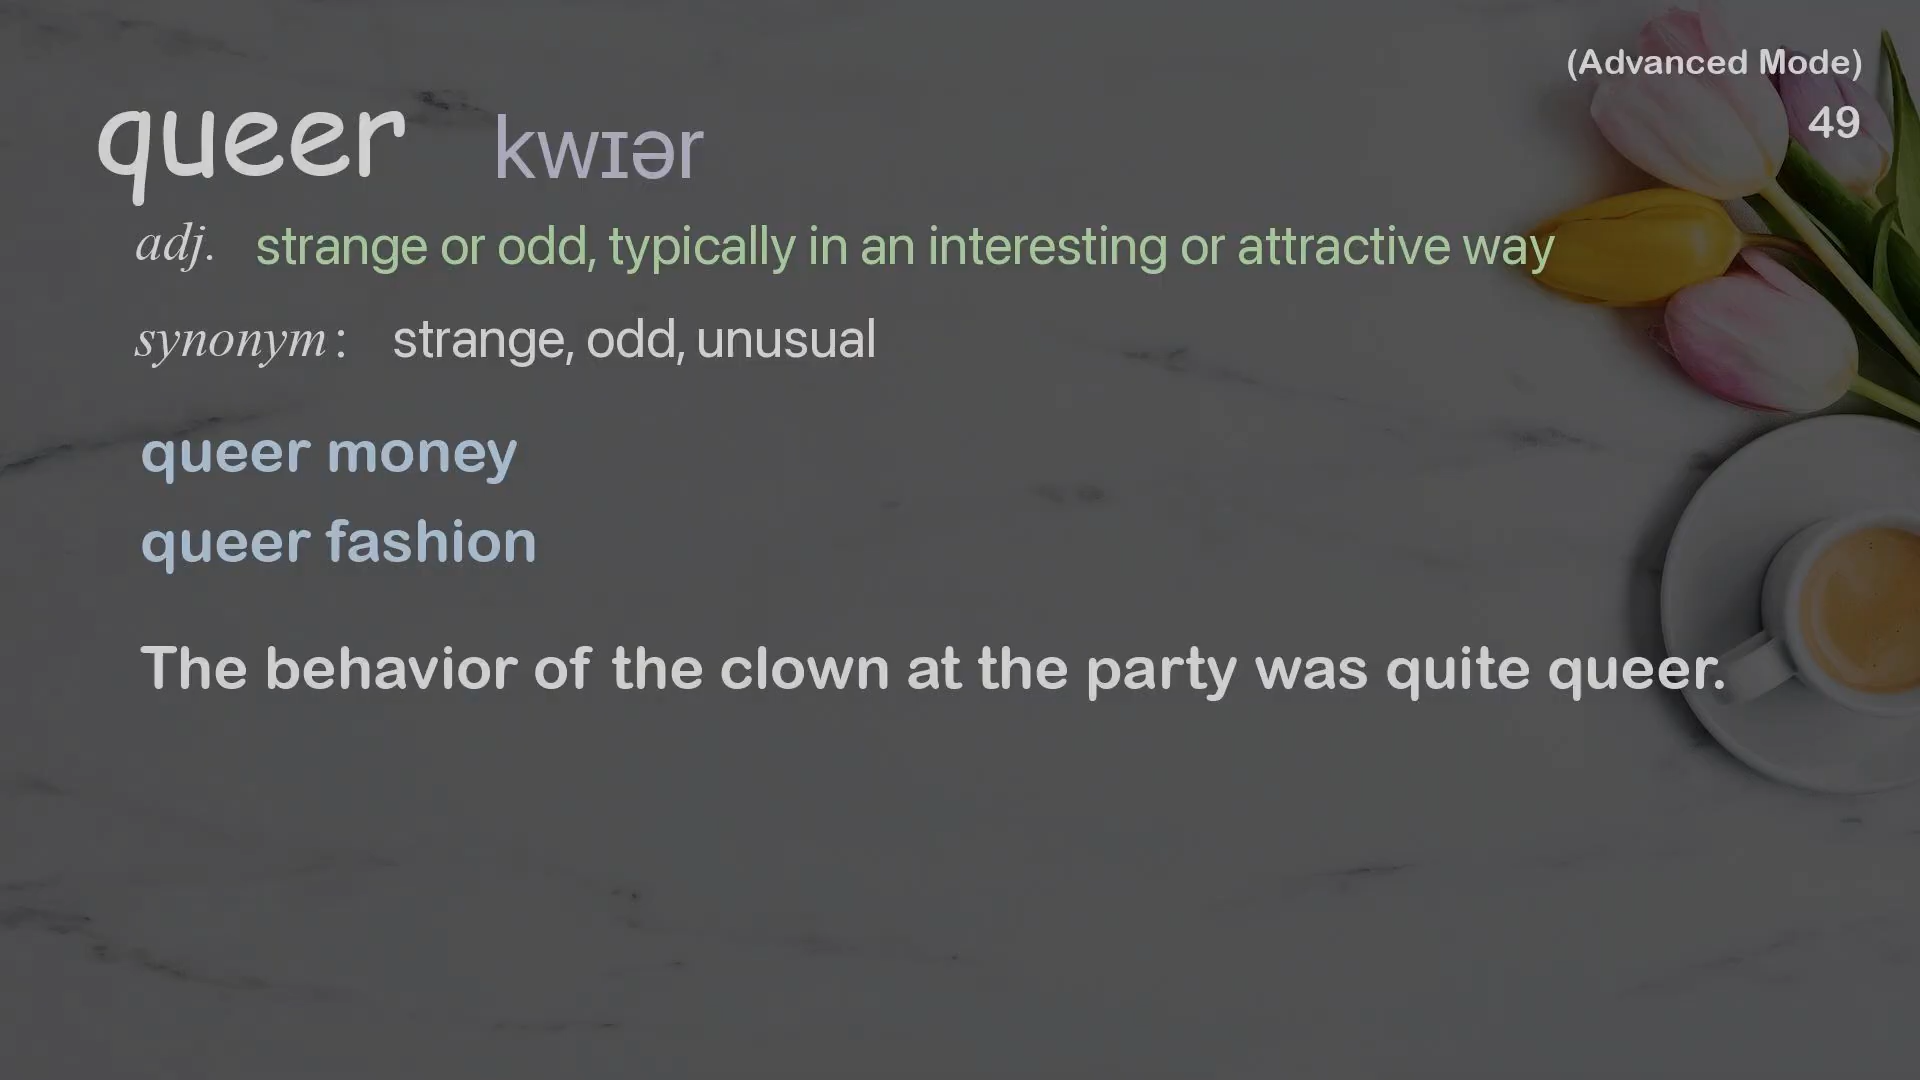 (Advanced Mode)
49
queer kwɪər
adj. strange or odd, typically in an interesting or attractive way
synonym: strange, odd, unusual
queer money
queer fashion
The behavior of the clown at the party was quite queer.